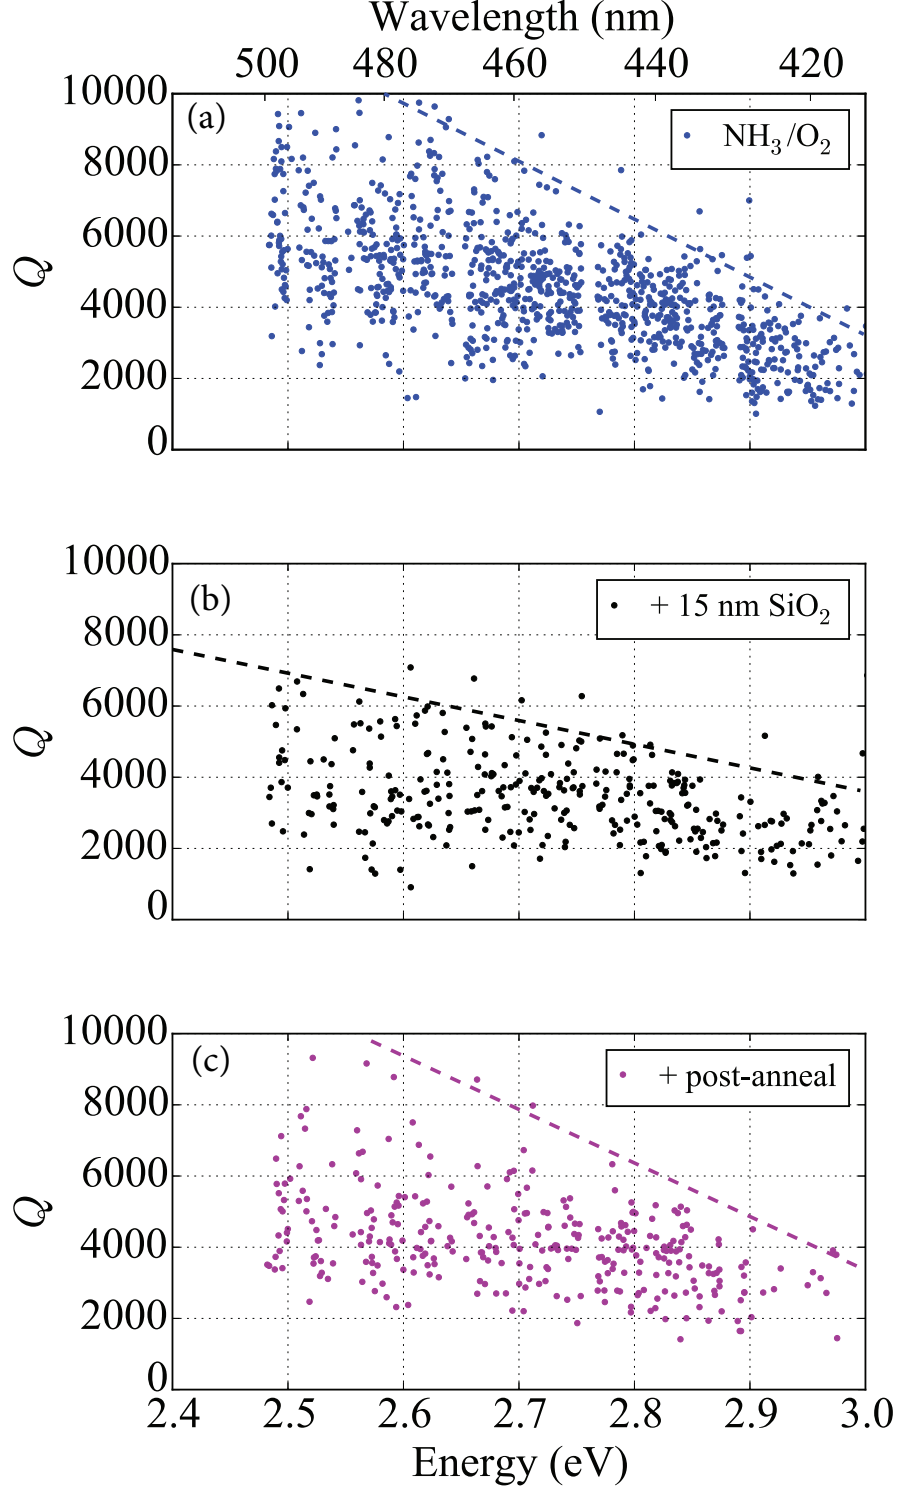 Wavelength (nm)
500 480 460 440 420
10000
(a)
NH₃/O₂
8000
6000
Q
4000
2000
0
10000
(b)
+ 15 nm SiO₂
8000
6000
Q
4000
2000
0
10000
(c)
+ post-anneal
8000
6000
Q
4000
2000
0
2.4 2.5 2.6 2.7 2.8 2.9 3.0
Energy (eV)